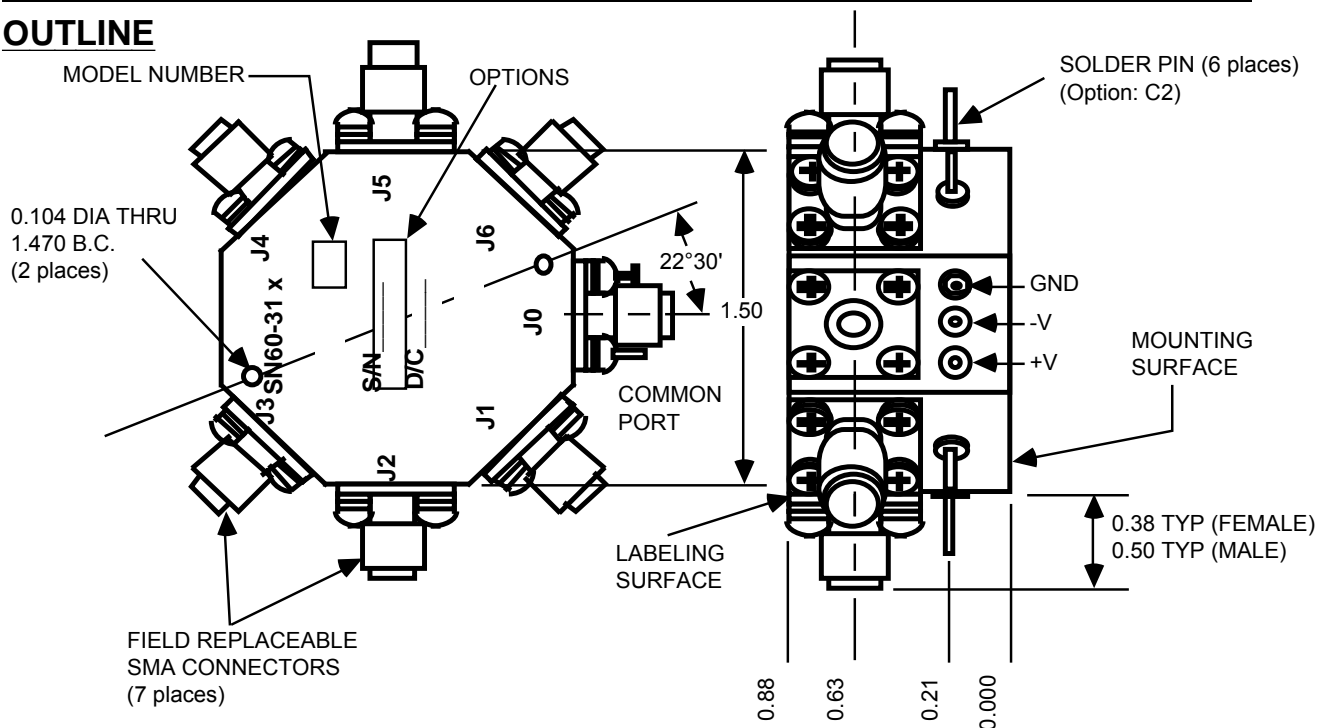 OUTLINE
MODEL NUMBER
OPTIONS
SOLDER PIN (6 places)
(Option: C2)
0.104 DIA THRU
1.470 B.C.
(2 places)
J5
J4
J6
22°30'
1.50
GND
-V
+V
J0
SN60-31 x
S/N
D/C
MOUNTING
SURFACE
COMMON
PORT
J3
J1
J2
LABELING
SURFACE
0.38 TYP (FEMALE)
0.50 TYP (MALE)
FIELD REPLACEABLE
SMA CONNECTORS
(7 places)
0.88
0.63
0.21
0.000